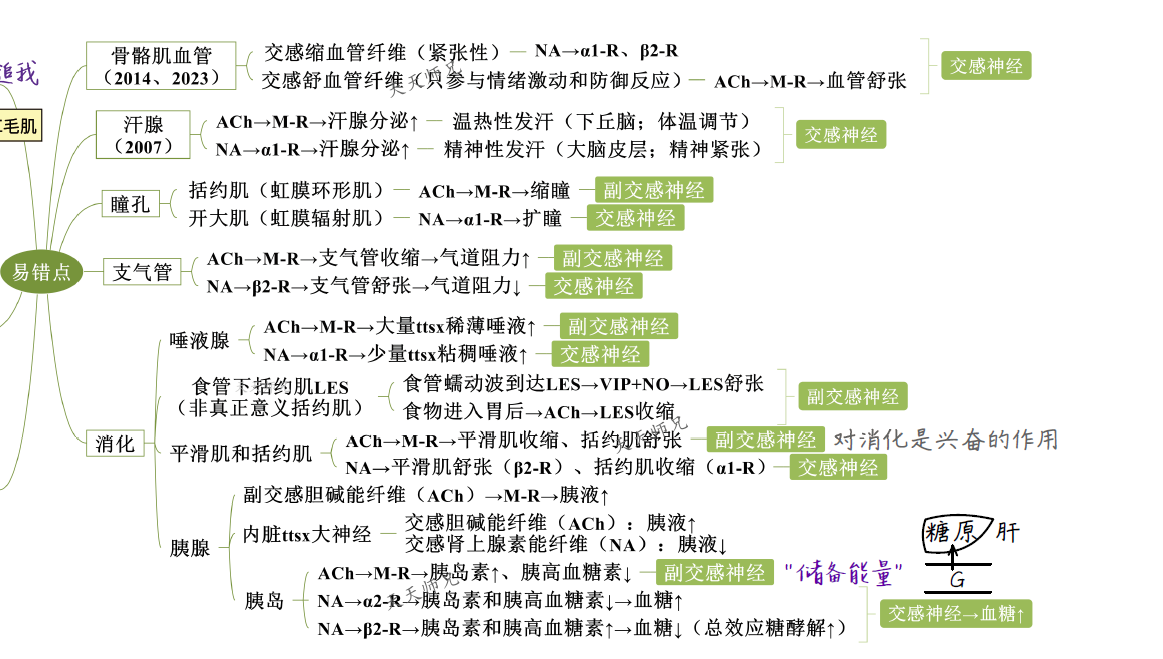 追我
毛肌
易错点
骨骼肌血管
（2014、2023）
交感缩血管纤维（紧张性）
NA→α1-R、β2-R
交感舒血管纤维（只参与情绪激动和防御反应）
ACh→M-R→血管舒张
交感神经
天天师兄
汗腺
（2007）
ACh→M-R→汗腺分泌↑
温热性发汗（下丘脑；体温调节）
NA→α1-R→汗腺分泌↑
精神性发汗（大脑皮层；精神紧张）
交感神经
瞳孔
括约肌（虹膜环形肌）
ACh→M-R→缩瞳
副交感神经
开大肌（虹膜辐射肌）
NA→α1-R→扩瞳
交感神经
支气管
ACh→M-R→支气管收缩→气道阻力↑
副交感神经
NA→β2-R→支气管舒张→气道阻力↓
交感神经
消化
唾液腺
ACh→M-R→大量ttsx稀薄唾液↑
副交感神经
NA→α1-R→少量ttsx粘稠唾液↑
交感神经
食管下括约肌LES
（非真正意义括约肌）
食管蠕动波到达LES→VIP+NO→LES舒张
食物进入胃后→ACh→LES收缩
副交感神经
天天师兄
平滑肌和括约肌
ACh→M-R→平滑肌收缩、括约肌舒张
副交感神经
对消化是兴奋的作用
NA→平滑肌舒张（β2-R）、括约肌收缩（α1-R）
交感神经
胰腺
副交感胆碱能纤维（ACh）→M-R→胰液↑
内脏ttsx大神经
交感胆碱能纤维（ACh）：胰液↑
交感肾上腺素能纤维（NA）：胰液↓
胰岛
ACh→M-R→胰岛素↑、胰高血糖素↓
副交感神经
"储备能量"
NA→α2-R→胰岛素和胰高血糖素↓→血糖↑
NA→β2-R→胰岛素和胰高血糖素↑→血糖↓（总效应糖酵解↑）
交感神经→血糖↑
天天师兄
糖原
肝
G